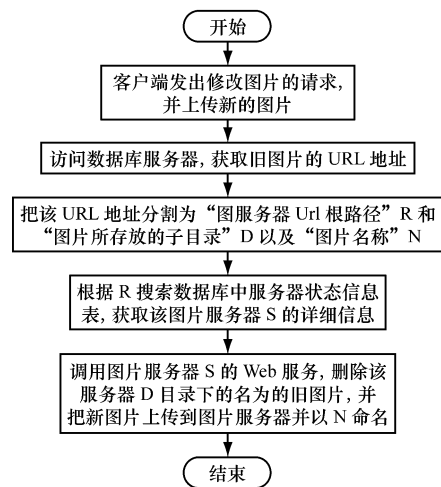 开始
客户端发出修改图片的请求,
并上传新的图片
访问数据库服务器, 获取旧图片的 URL 地址
把该 URL 地址分割为“图服务器 Url 根路径”R 和
“图片所存放的子目录”D 以及“图片名称”N
根据 R 搜索数据库中服务器状态信息
表, 获取该图片服务器 S 的详细信息
调用图片服务器 S 的 Web 服务, 删除该
服务器 D 目录下的名为的旧图片, 并
把新图片上传到图片服务器并以 N 命名
结束